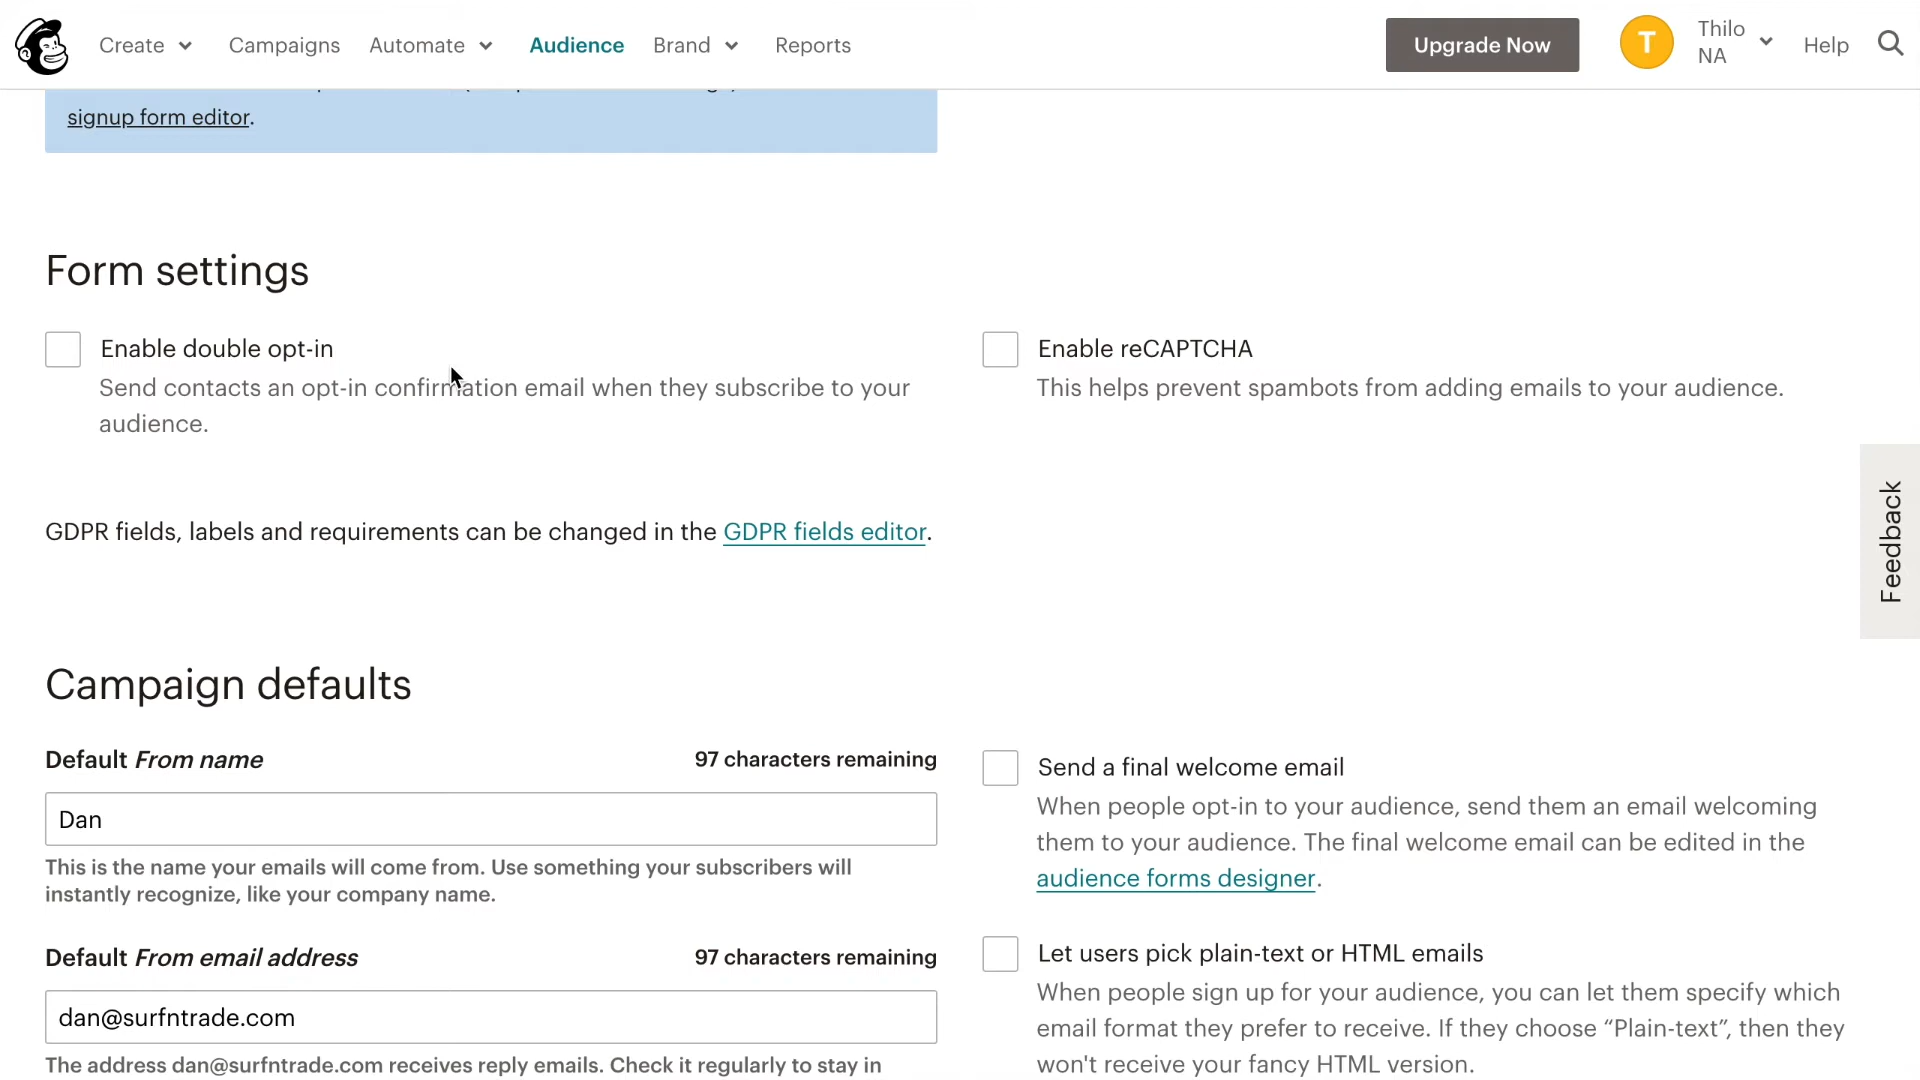 Create Campaigns Automate Audience Brand Reports Upgrade Now T Thilo Help
NA
signup form editor.
Form settings
Enable double opt-in
Send contacts an opt-in confirmation email when they subscribe to your
audience.
Enable reCAPTCHA
This helps prevent spambots from adding emails to your audience.
Feedback
GDPR fields, labels and requirements can be changed in the GDPR fields editor.
Campaign defaults
Default From name 97 characters remaining
Dan
This is the name your emails will come from. Use something your subscribers will
instantly recognize, like your company name.
Default From email address 97 characters remaining
dan@surfntrade.com
The address dan@surfntrade.com receives reply emails. Check it regularly to stay in
Send a final welcome email
When people opt-in to your audience, send them an email welcoming
them to your audience. The final welcome email can be edited in the
audience forms designer.
Let users pick plain-text or HTML emails
When people sign up for your audience, you can let them specify which
email format they prefer to receive. If they choose “Plain-text”, then they
won't receive your fancy HTML version.